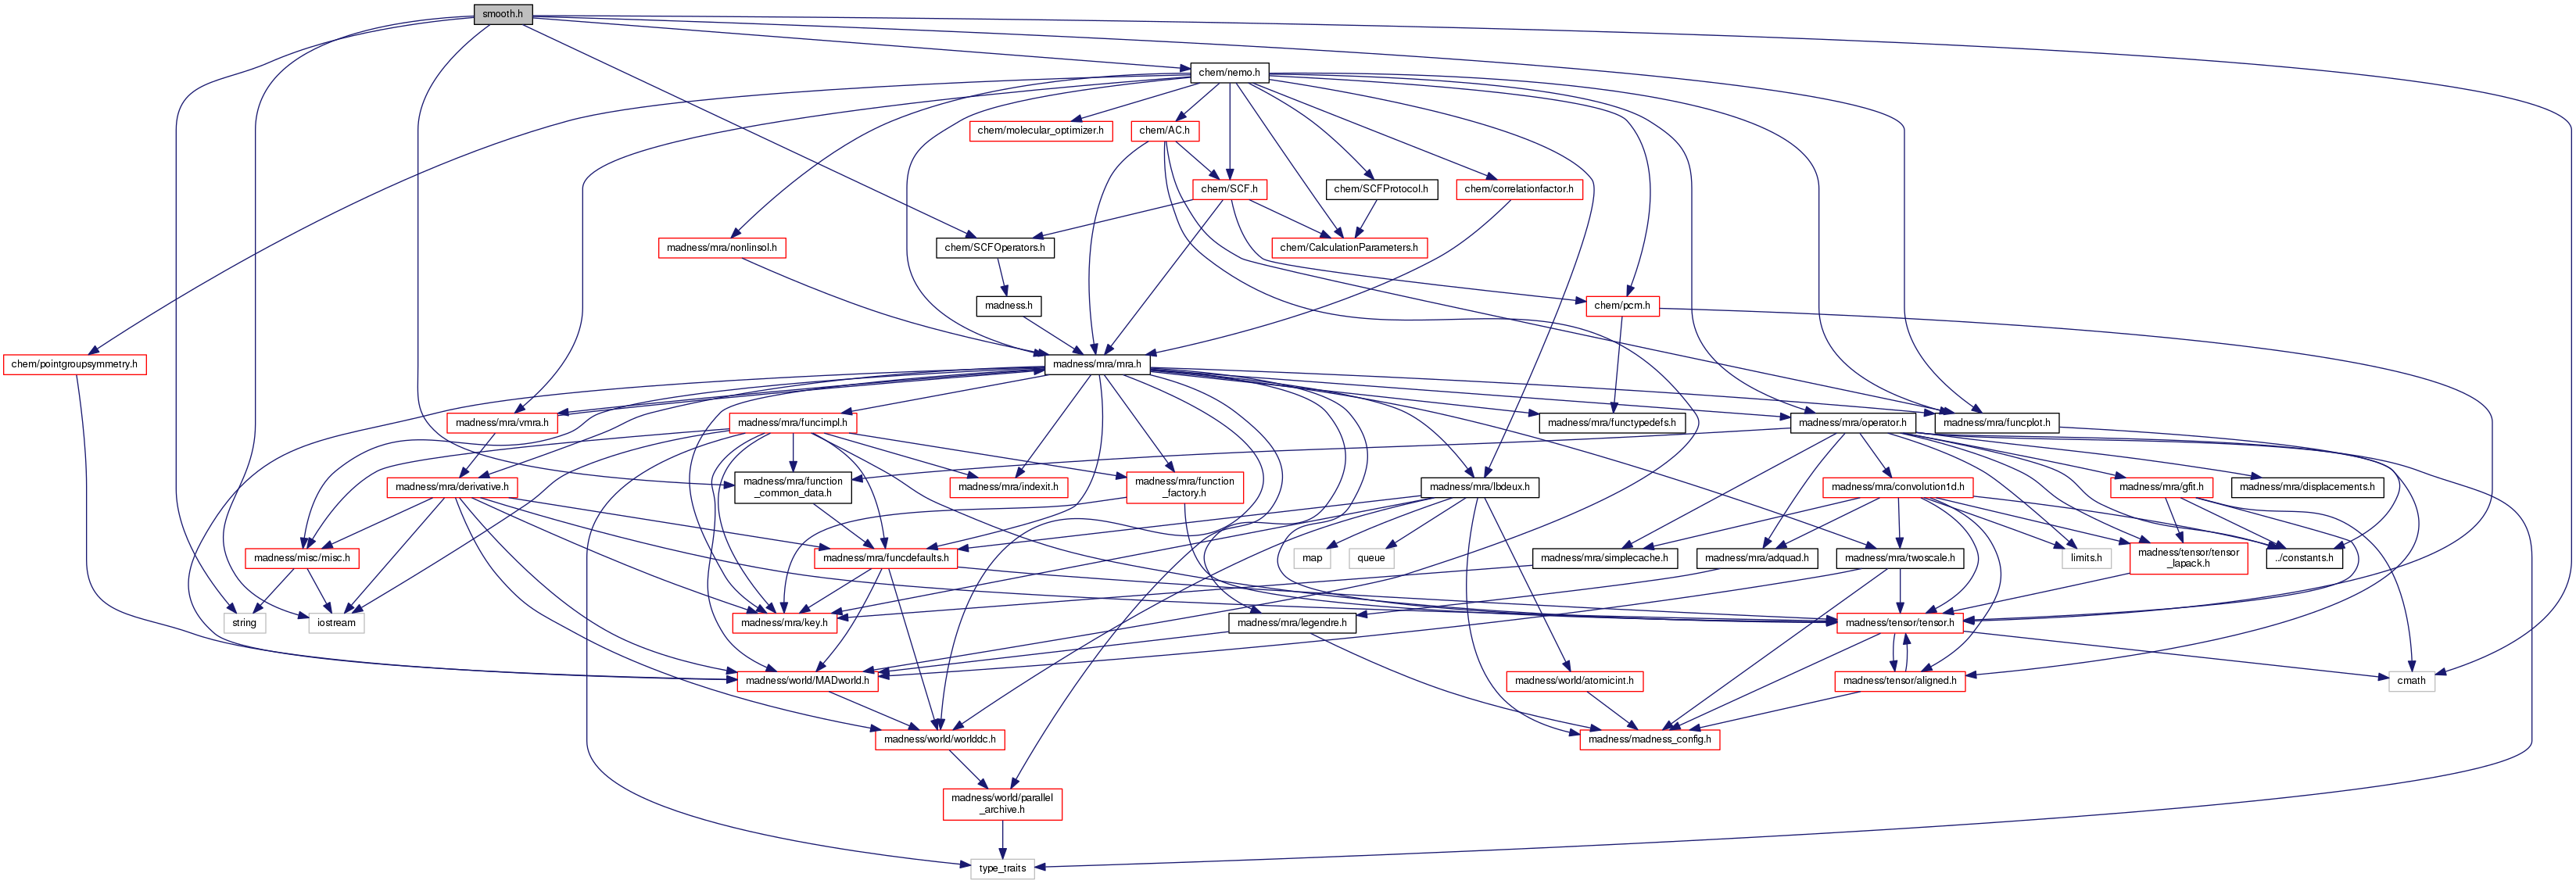 smooth.h
chem/nemo.h
chem/molecular_optimizer.h
chem/AC.h
chem/SCF.h
chem/SCFProtocol.h
chem/correlationfactor.h
madness/mra/nonlinsol.h
chem/SCFOperators.h
chem/CalculationParameters.h
madness.h
chem/pcm.h
chem/pointgroupsymmetry.h
madness/mra/mra.h
madness/mra/vmra.h
madness/mra/funcimpl.h
madness/mra/functypedefs.h
madness/mra/operator.h
madness/mra/funcplot.h
madness/mra/derivative.h
madness/mra/function
_common_data.h
madness/mra/indexit.h
madness/mra/function
_factory.h
madness/mra/lbdeux.h
madness/mra/convolution1d.h
madness/mra/gfit.h
madness/mra/displacements.h
madness/misc/misc.h
madness/mra/funcdefaults.h
map
queue
madness/mra/simplecache.h
madness/mra/adquad.h
madness/mra/twoscale.h
limits.h
madness/tensor/tensor
_lapack.h
../constants.h
string
iostream
madness/mra/key.h
madness/mra/legendre.h
madness/tensor/tensor.h
madness/world/MADworld.h
madness/world/atomicint.h
madness/tensor/aligned.h
cmath
madness/world/worlddc.h
madness/madness_config.h
madness/world/parallel
_archive.h
type_traits